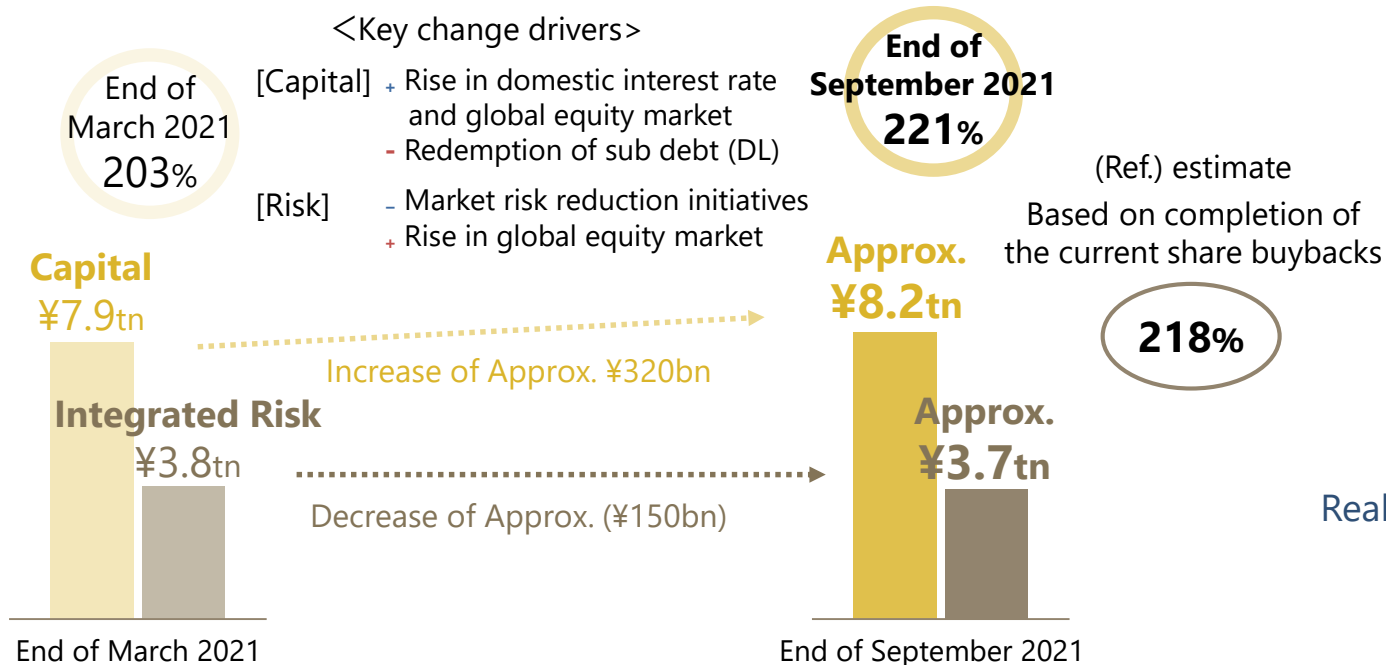 <Key change drivers>
End of
March 2021
203%
[Capital] + Rise in domestic interest rate
and global equity market
- Redemption of sub debt (DL)
[Risk] − Market risk reduction initiatives
+ Rise in global equity market
End of
September 2021
221%
(Ref.) estimate
Based on completion of
the current share buybacks
218%
Capital
¥7.9tn
Increase of Approx. ¥320bn
Approx.
¥8.2tn
Integrated Risk
¥3.8tn
Decrease of Approx. (¥150bn)
Approx.
¥3.7tn
Real
End of March 2021
End of September 2021